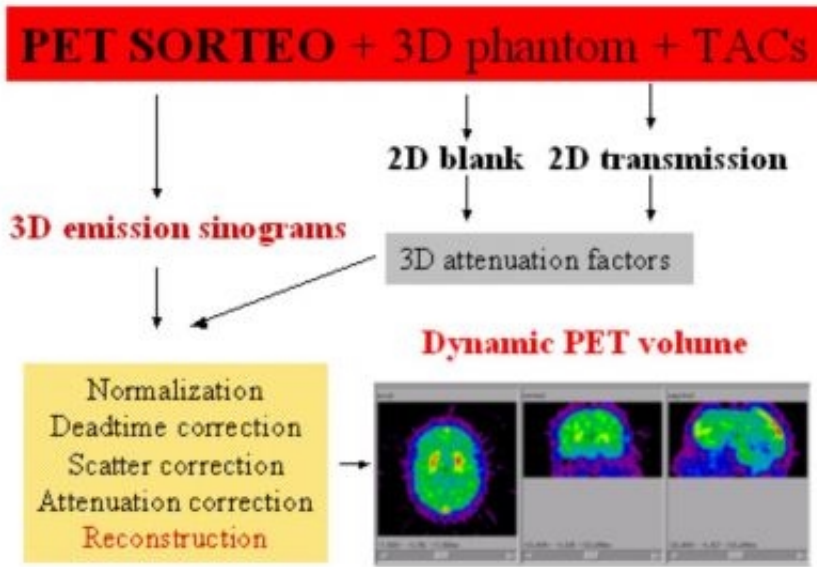 PET SORTEO + 3D phantom + TACs
2D blank 2D transmission
3D emission sinograms
3D attenuation factors
Dynamic PET volume
Normalization
Deadtime correction
Scatter correction
Attenuation correction
Reconstruction